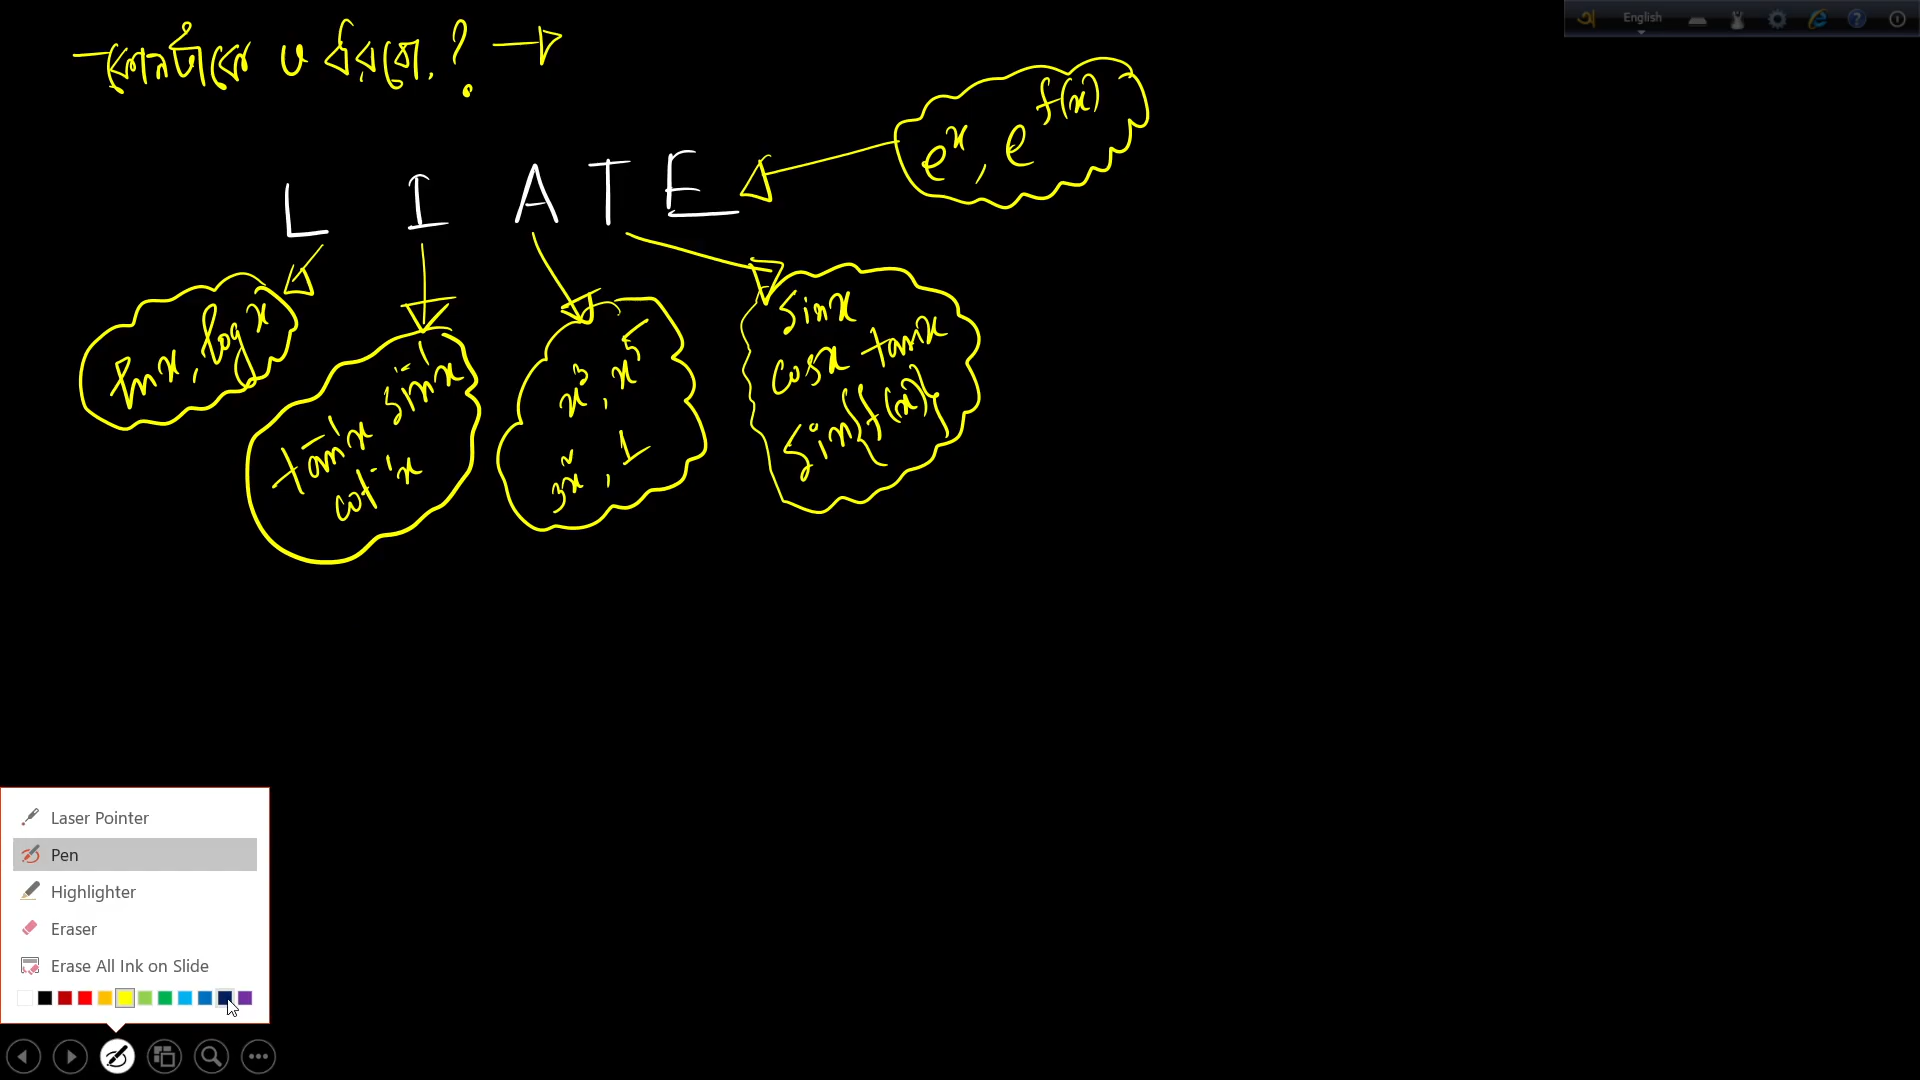 কোনটাকে υ ধরবো.? →
English
L I A T E
e^x, e^f(x)
ln x, log x
tan⁻¹x sin⁻¹x
cot⁻¹x
x³, x⁵
3x², 1
sin x
cos x tan x
sin{f(x)}
Laser Pointer
Pen
Highlighter
Eraser
Erase All Ink on Slide